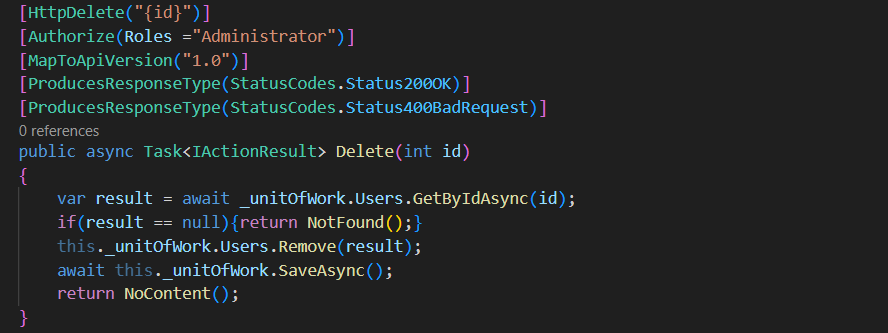 [HttpDelete("{id}")]
[Authorize(Roles ="Administrator")]
[MapToApiVersion("1.0")]
[ProducesResponseType(StatusCodes.Status200OK)]
[ProducesResponseType(StatusCodes.Status400BadRequest)]
0 references
public async Task<IActionResult> Delete(int id)
{
    var result = await _unitOfWork.Users.GetByIdAsync(id);
    if(result == null){return NotFound();}
    this._unitOfWork.Users.Remove(result);
    await this._unitOfWork.SaveAsync();
    return NoContent();
}